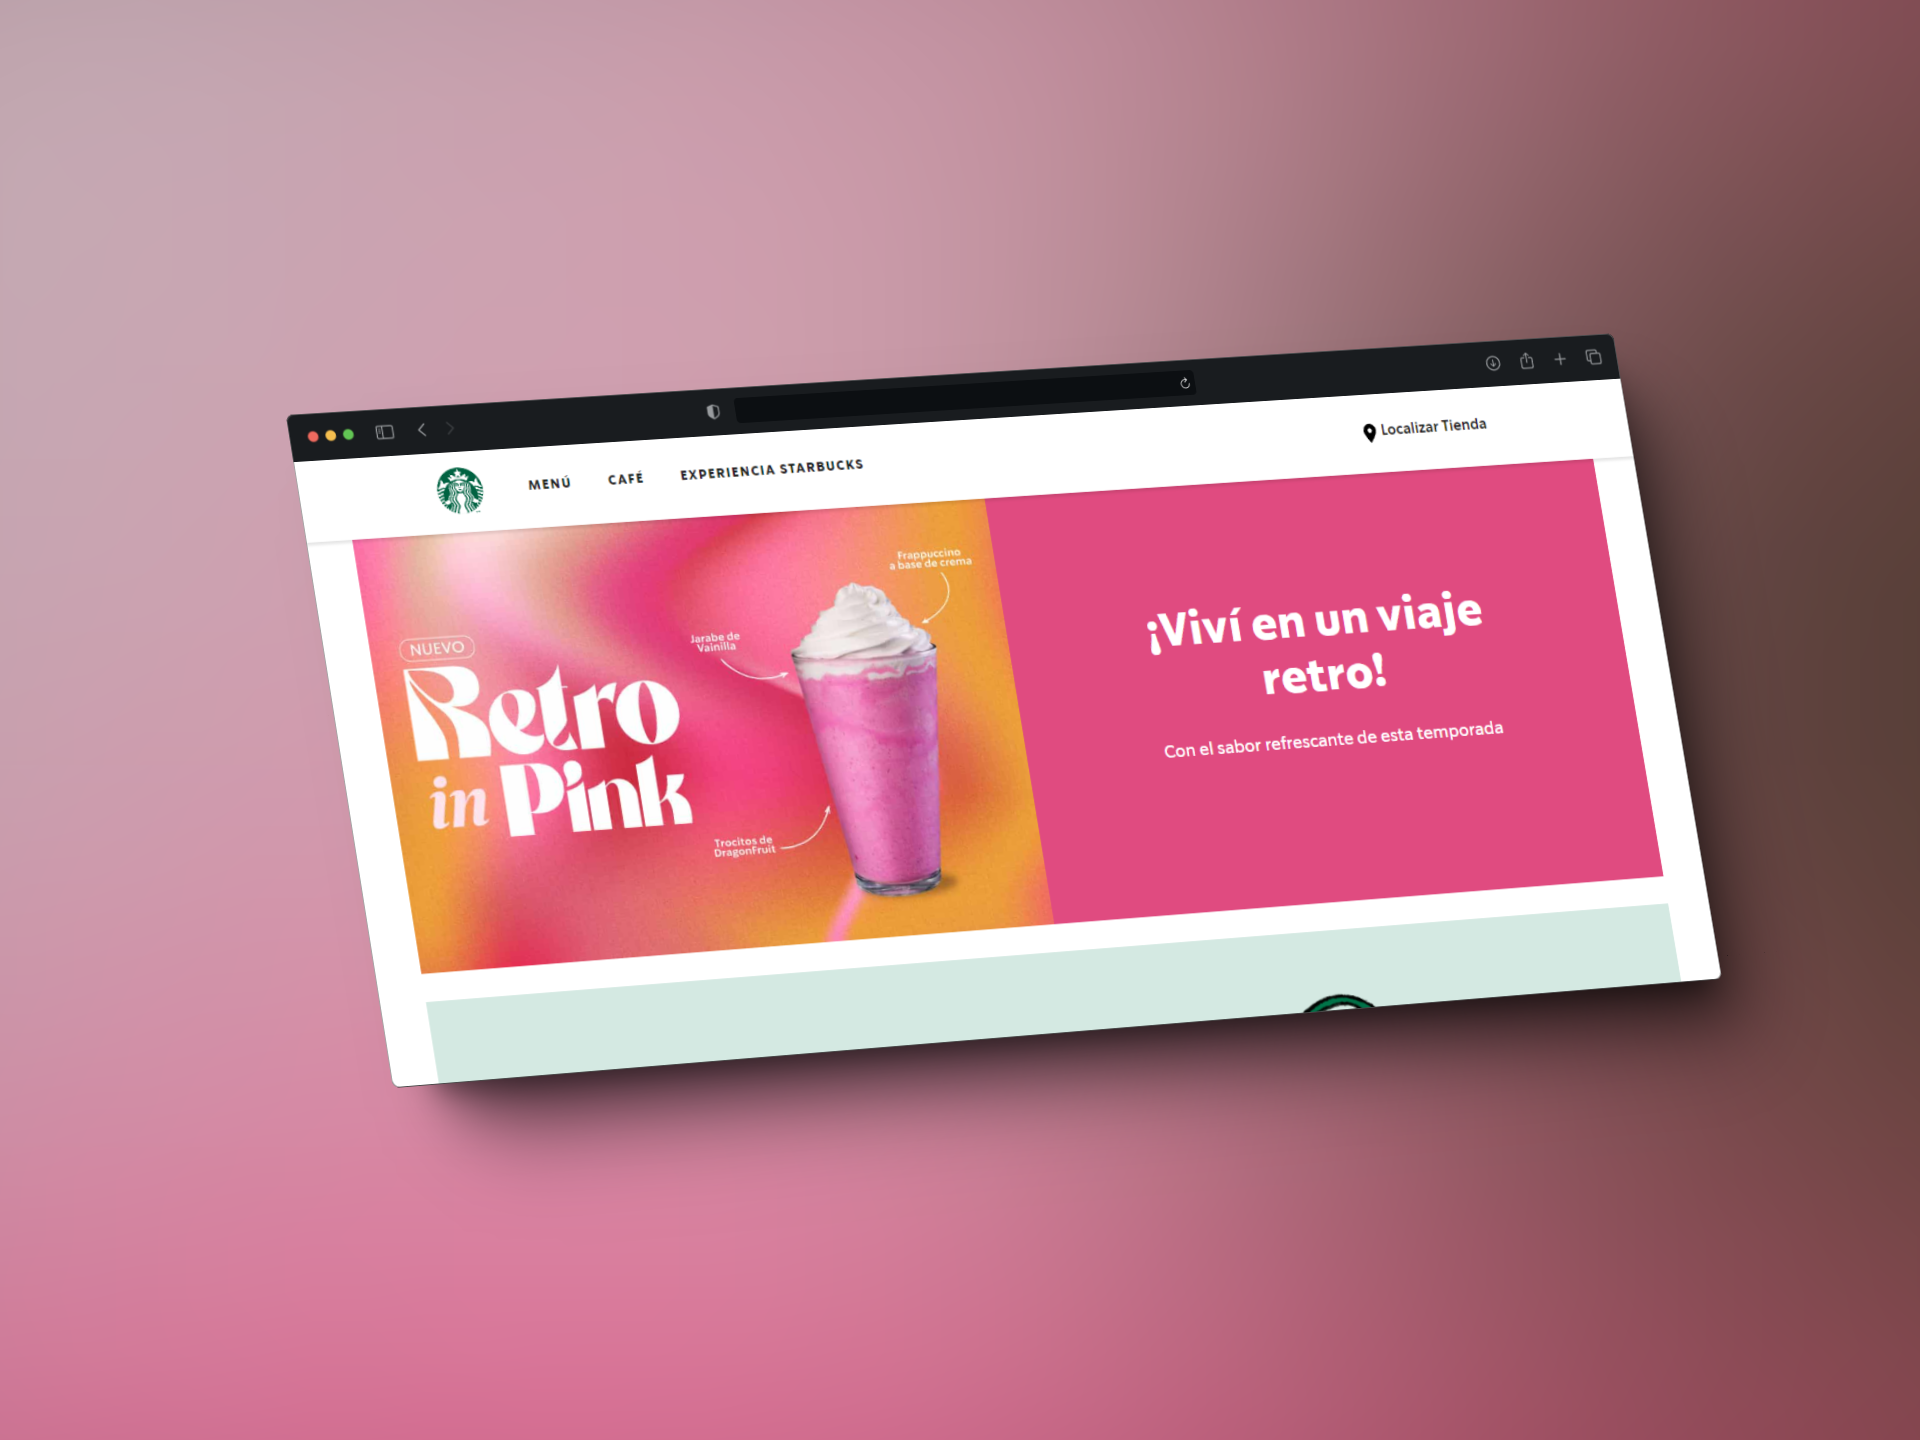 MENÚ
CAFÉ
EXPERIENCIA STARBUCKS
Localizar Tienda
NUEVO
Retro
in Pink
Frappuccino
a base de crema
Jarabe de
Vainilla
Trocitos de
DragonFruit
¡Viví en un viaje
retro!
Con el sabor refrescante de esta temporada